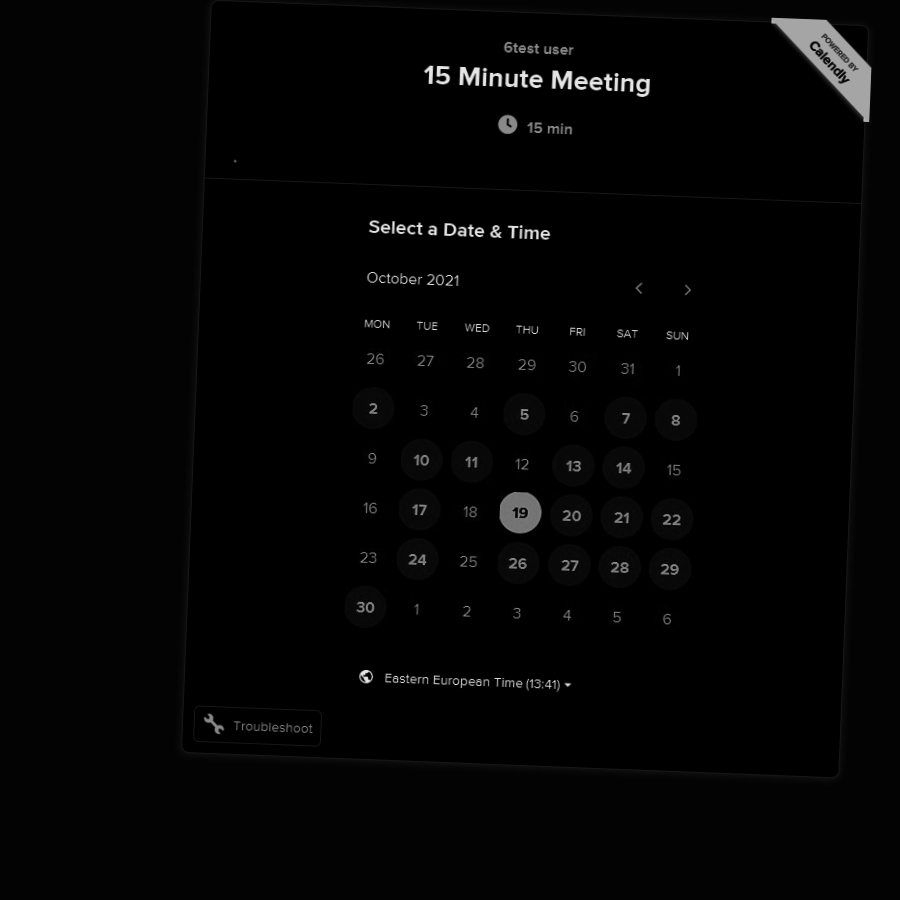 POWERED BY
Calendly
6test user
15 Minute Meeting
15 min
.
Select a Date & Time
October 2021
MON TUE WED THU FRI SAT SUN
26 27 28 29 30 31 1
2 3 4 5 6 7 8
9 10 11 12 13 14 15
16 17 18 19 20 21 22
23 24 25 26 27 28 29
30 1 2 3 4 5 6
Eastern European Time (13:41)
Troubleshoot